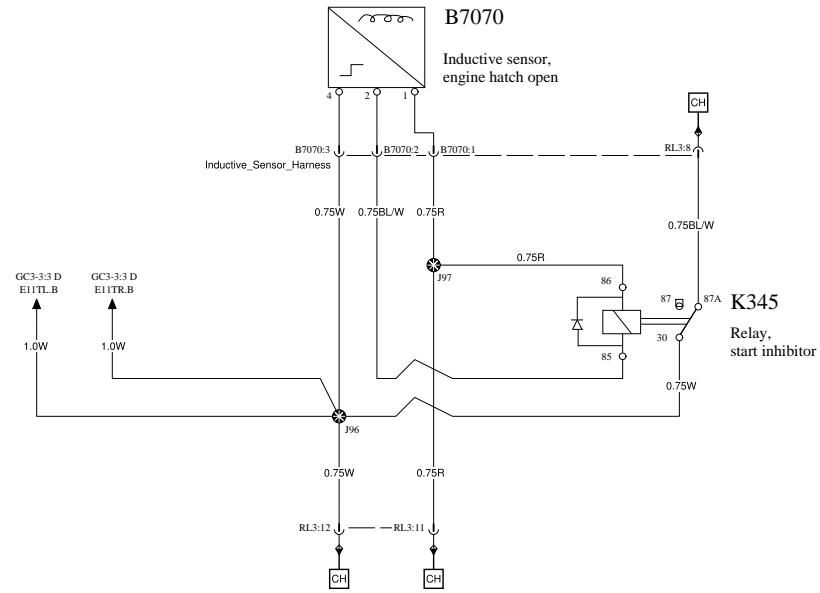 B7070
Inductive sensor,
engine hatch open
4 2 1
CH
B7070:3 B7070:2 B7070:1 RL3:8
Inductive_Sensor_Harness
0.75W 0.75BL/W 0.75R
0.75BL/W
0.75R
J97
GC3-3:3 D GC3-3:3 D
E11TL.B E11TR.B
86 87 87A K345
Relay,
start inhibitor
30
85
1.0W 1.0W
0.75W
J96
0.75W 0.75R
RL3:12 RL3:11
CH CH